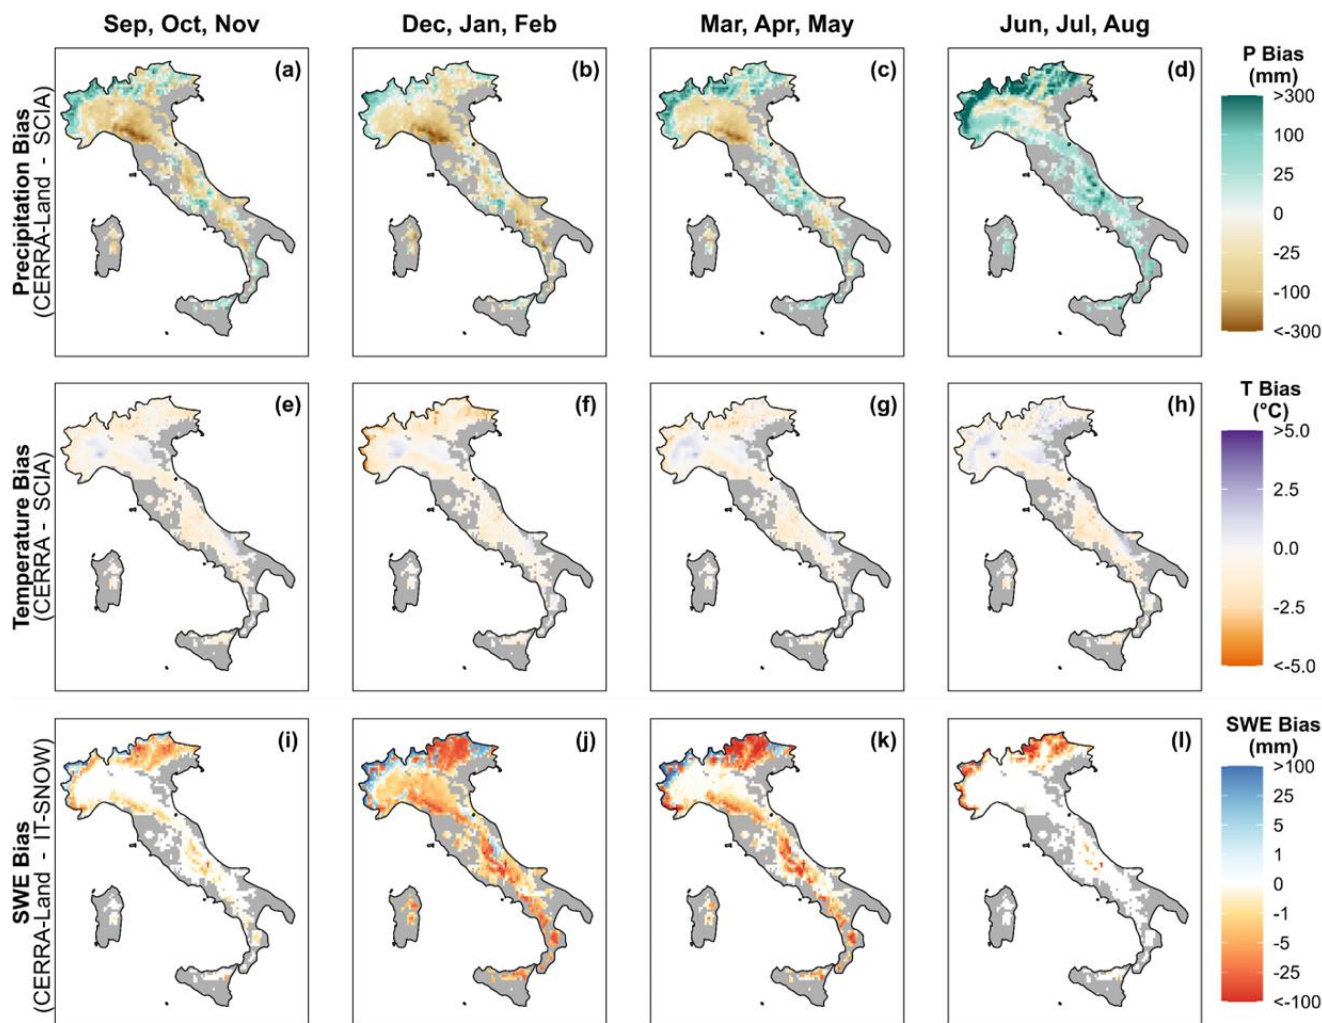 Sep, Oct, Nov
Dec, Jan, Feb
Mar, Apr, May
Jun, Jul, Aug
Precipitation Bias
(CERRA-Land - SCIA)
(a)
(b)
(c)
(d)
P Bias
(mm)
>300
100
25
0
-25
-100
<-300
Temperature Bias
(CERRA - SCIA)
(e)
(f)
(g)
(h)
T Bias
(°C)
>5.0
2.5
0.0
-2.5
<-5.0
SWE Bias
(CERRA-Land - IT-SNOW)
(i)
(j)
(k)
(l)
SWE Bias
(mm)
>100
25
5
1
0
-1
-5
-25
<-100